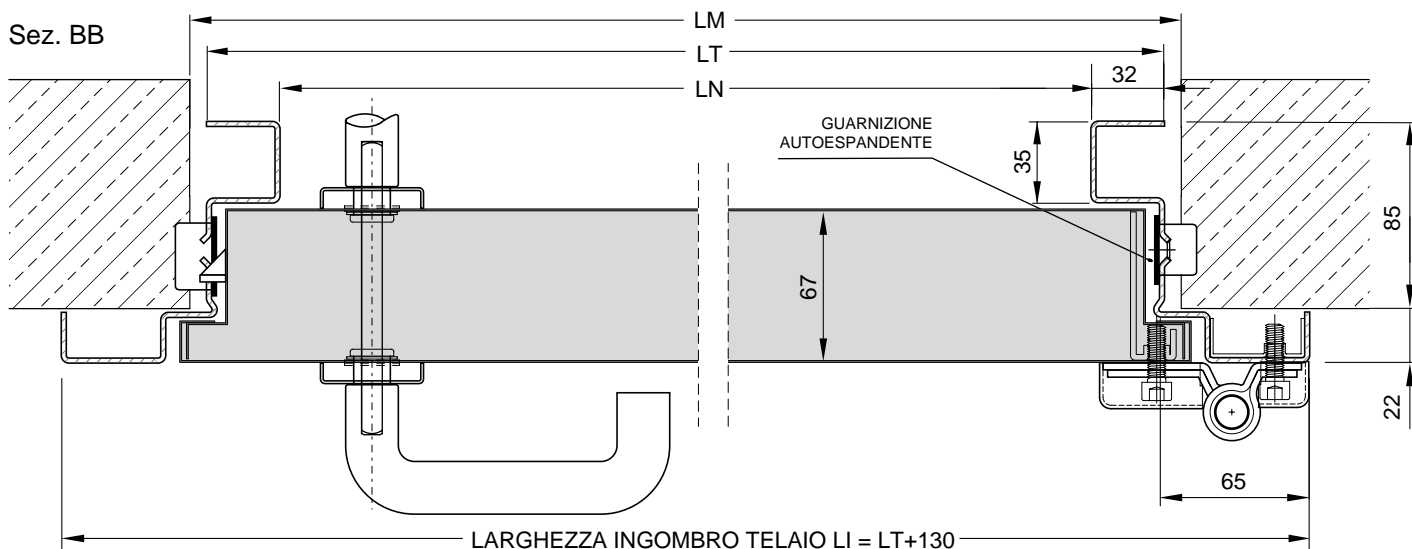 LM
Sez. BB
LT
32
LN
GUARNIZIONE
AUTOESPANDENTE
35
85
67
22
65
LARGHEZZA INGOMBRO TELAIO LI = LT+130